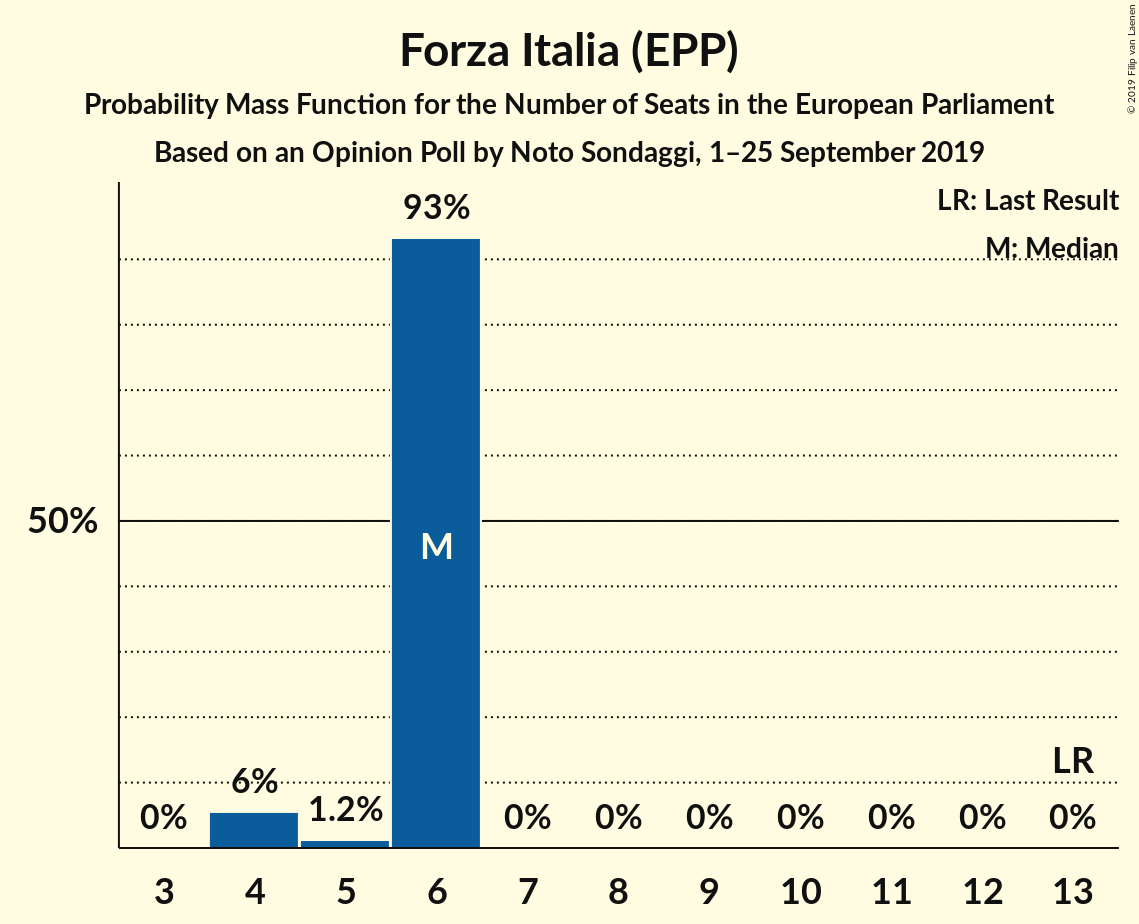 Forza Italia (EPP)
Probability Mass Function for the Number of Seats in the European Parliament
Based on an Opinion Poll by Noto Sondaggi, 1–25 September 2019
© 2019 Filip van Laenen
LR: Last Result
M: Median
93%
50%
M
LR
6%
1.2%
0% 0% 0% 0% 0% 0% 0% 0%
3 4 5 6 7 8 9 10 11 12 13